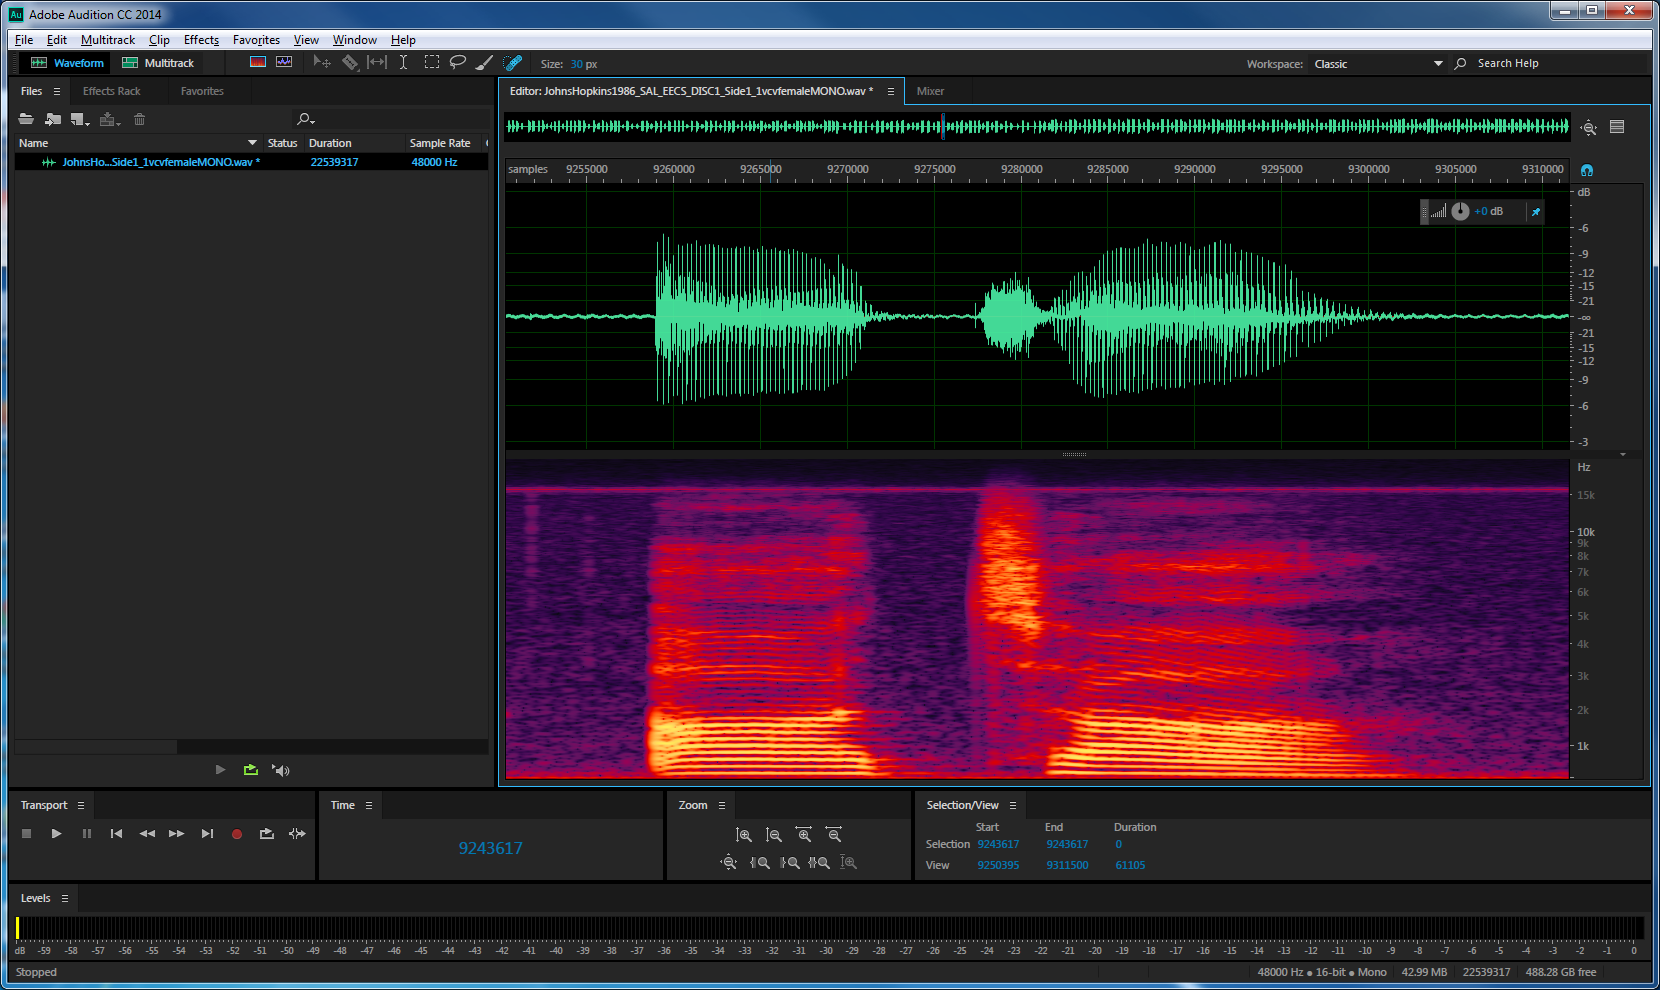 Au Adobe Audition CC 2014
File Edit Multitrack Clip Effects Favorites View Window Help
Waveform Multitrack Size: 30 px Workspace: Classic Search Help
Files Effects Rack Favorites
Name Status Duration Sample Rate
JohnsHo...Side1_1vcvfemaleMONO.wav * 22539317 48000 Hz
Editor: JohnsHopkins1986_SAL_EECS_DISC1_Side1_1vcvfemaleMONO.wav * Mixer
samples 9255000 9260000 9265000 9270000 9275000 9280000 9285000 9290000 9295000 9300000 9305000 9310000
dB
+0 dB
-6
-9
-12
-15
-21
-∞
-21
-15
-12
-9
-6
-3
Hz
15k
10k
9k
8k
7k
6k
5k
4k
3k
2k
1k
Transport
Time
9243617
Zoom
Selection/View
Start End Duration
Selection 9243617 9243617 0
View 9250395 9311500 61105
Levels
dB -59 -58 -57 -56 -55 -54 -53 -52 -51 -50 -49 -48 -47 -46 -45 -44 -43 -42 -41 -40 -39 -38 -37 -36 -35 -34 -33 -32 -31 -30 -29 -28 -27 -26 -25 -24 -23 -22 -21 -20 -19 -18 -17 -16 -15 -14 -13 -12 -11 -10 -9 -8 -7 -6 -5 -4 -3 -2 -1 0
Stopped 48000 Hz • 16-bit • Mono 42.99 MB 22539317 488.28 GB free